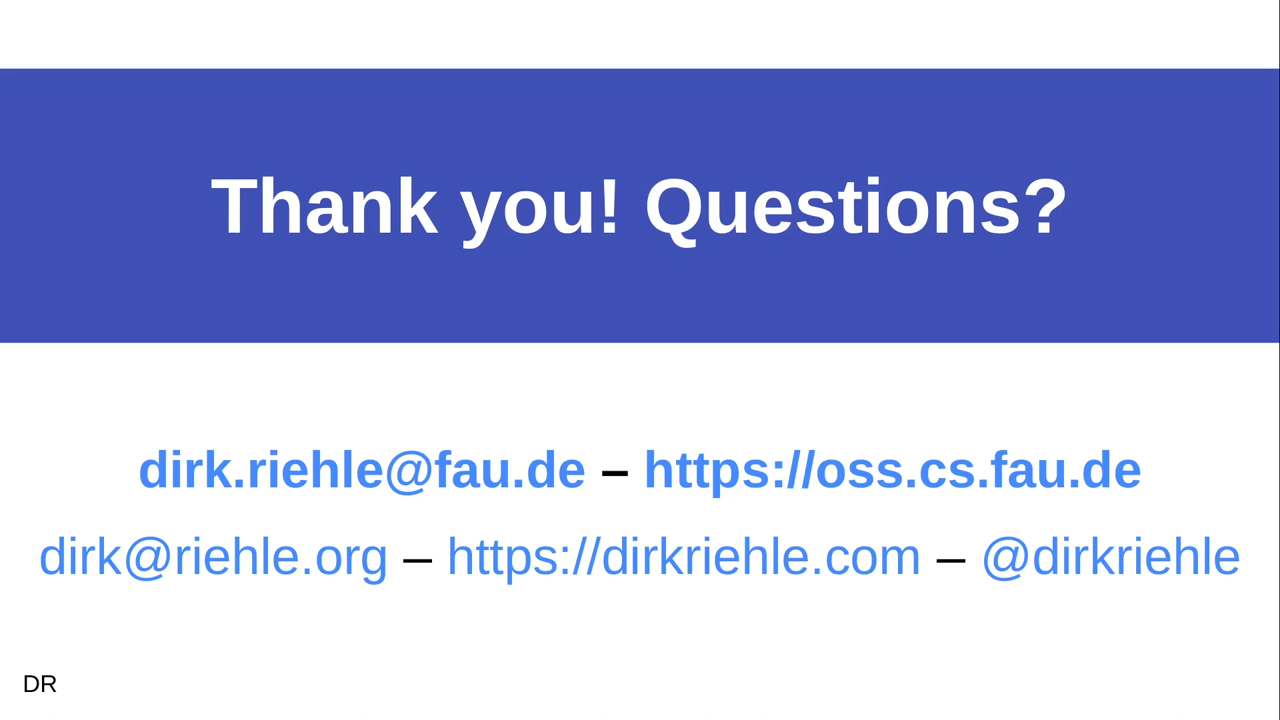 Thank you! Questions?
dirk.riehle@fau.de – https://oss.cs.fau.de
dirk@riehle.org – https://dirkriehle.com – @dirkriehle
DR